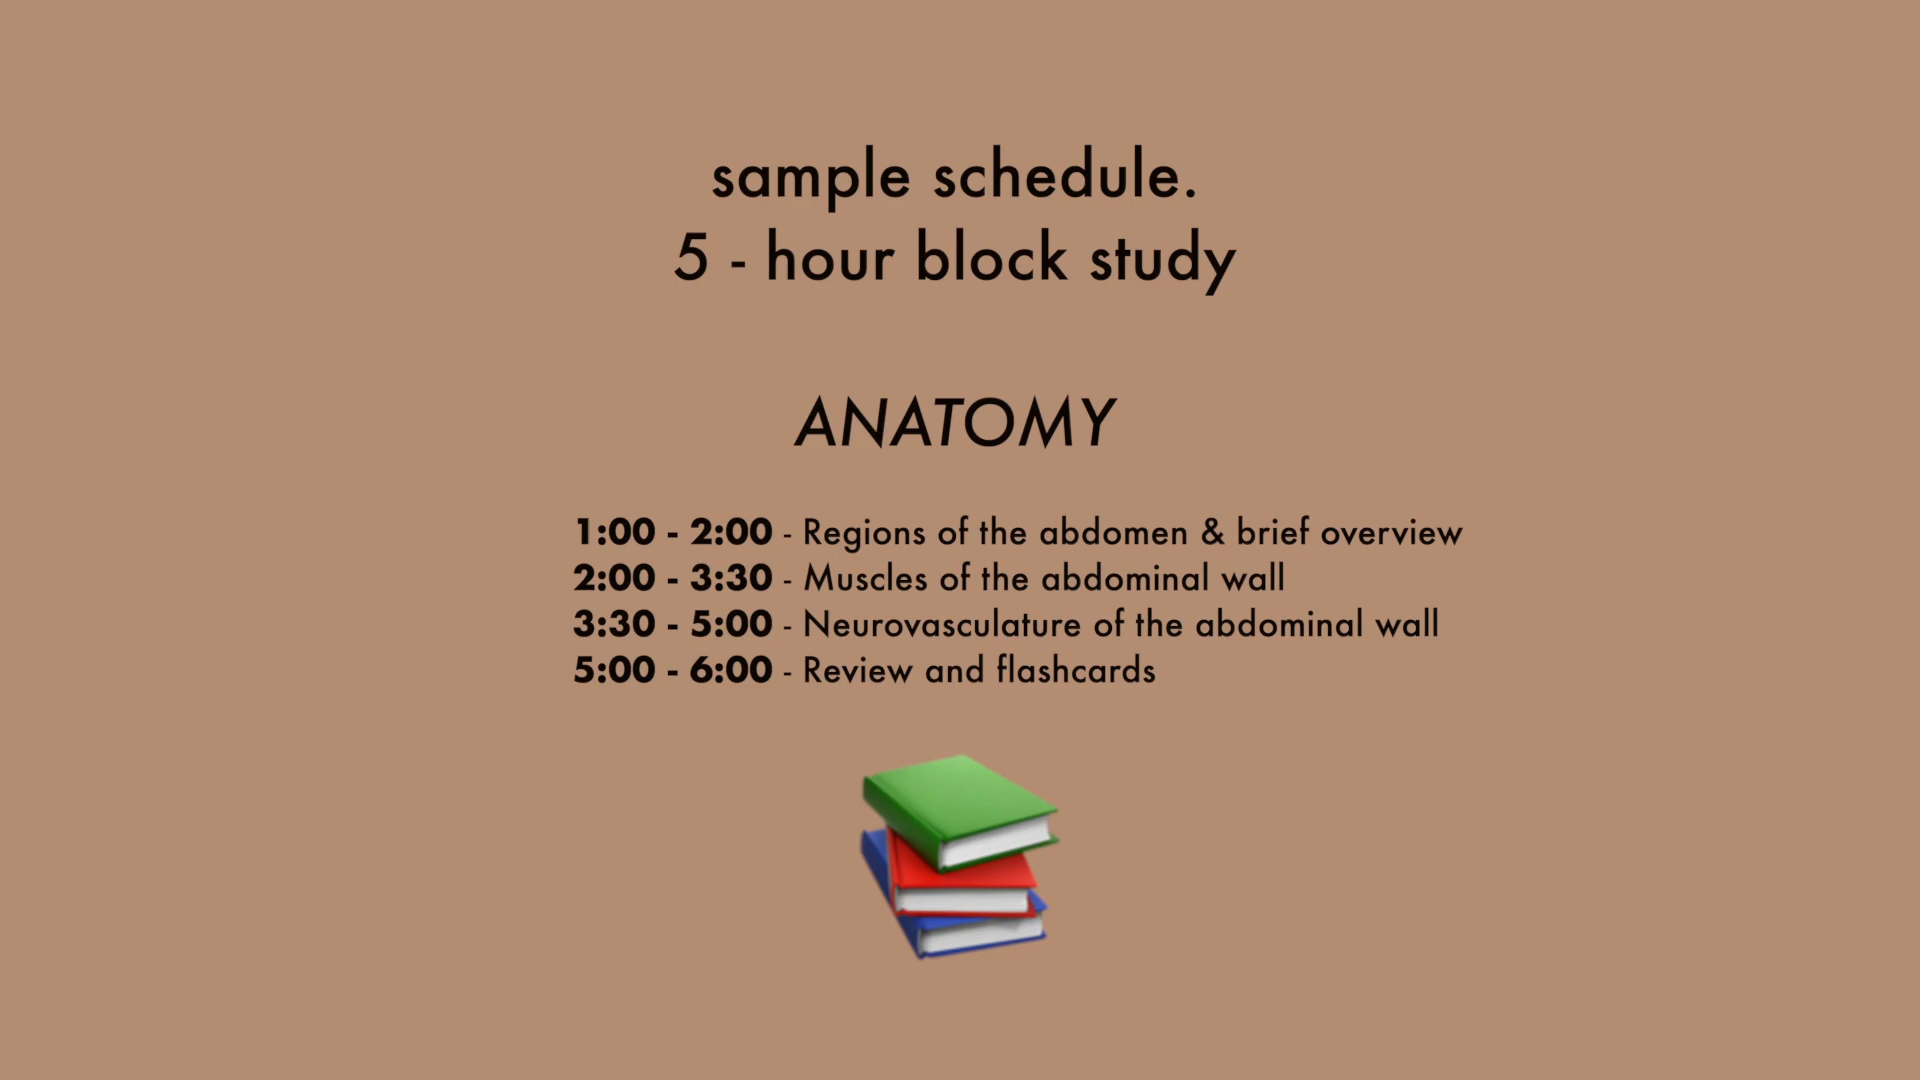 sample schedule.
5 - hour block study
ANATOMY
1:00 - 2:00 - Regions of the abdomen & brief overview
2:00 - 3:30 - Muscles of the abdominal wall
3:30 - 5:00 - Neurovasculature of the abdominal wall
5:00 - 6:00 - Review and flashcards